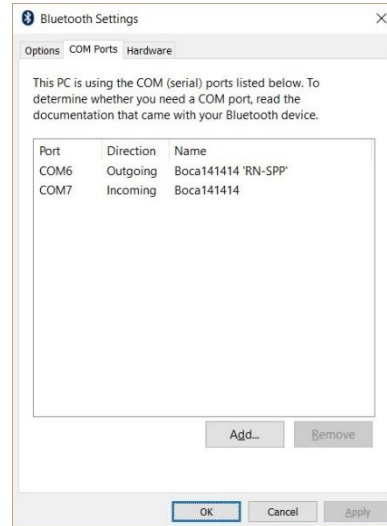 Bluetooth Settings
Options COM Ports Hardware
This PC is using the COM (serial) ports listed below. To
determine whether you need a COM port, read the
documentation that came with your Bluetooth device.
Port Direction Name
COM6 Outgoing Boca141414 'RN-SPP'
COM7 Incoming Boca141414
Add... Remove
OK Cancel Apply